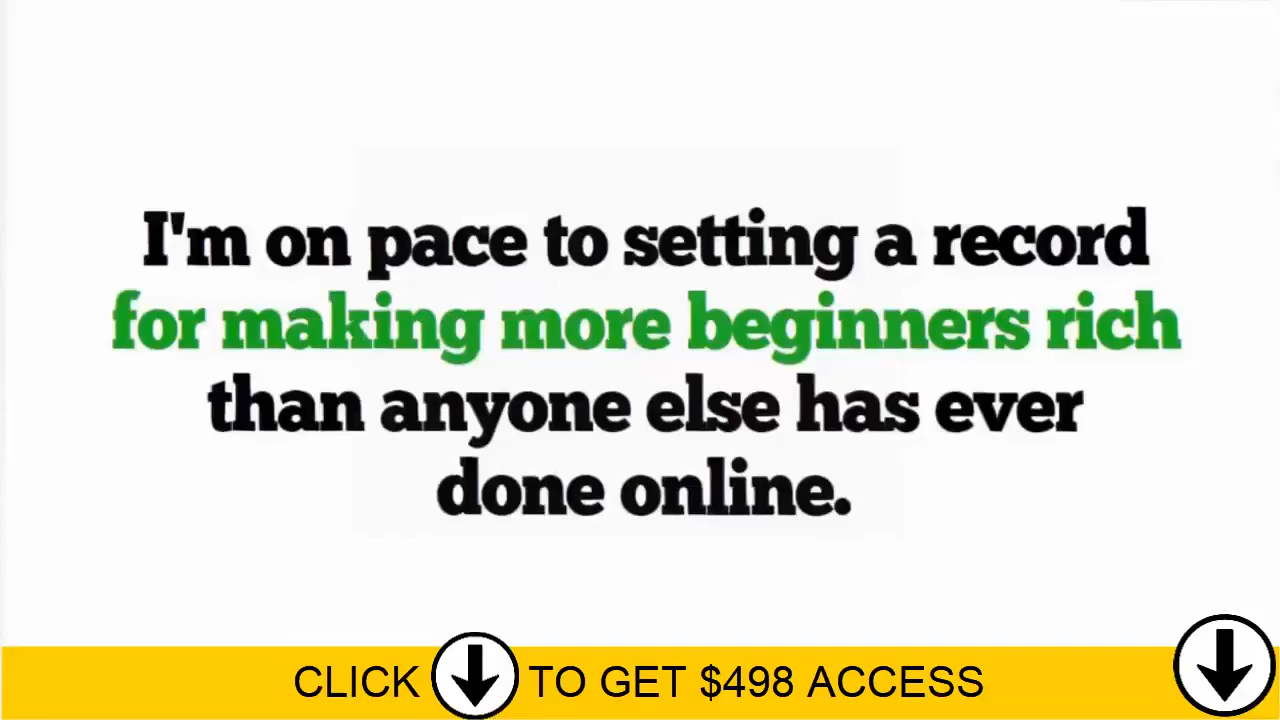 I'm on pace to setting a record
for making more beginners rich
than anyone else has ever
done online.
CLICK TO GET $498 ACCESS